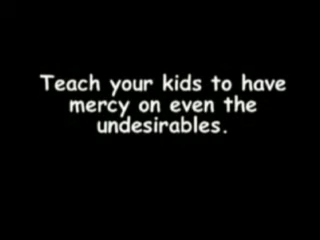 Teach your kids to have
mercy on even the
undesirables.